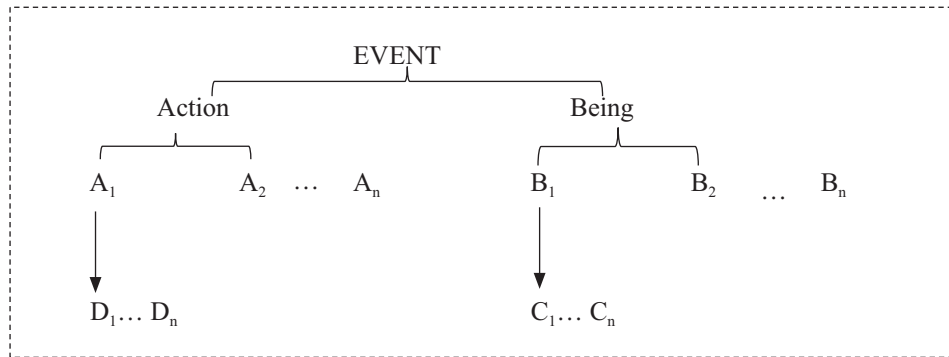 EVENT
Action Being
A₁ A₂ … Aₙ B₁ B₂ … Bₙ
D₁… Dₙ C₁… Cₙ